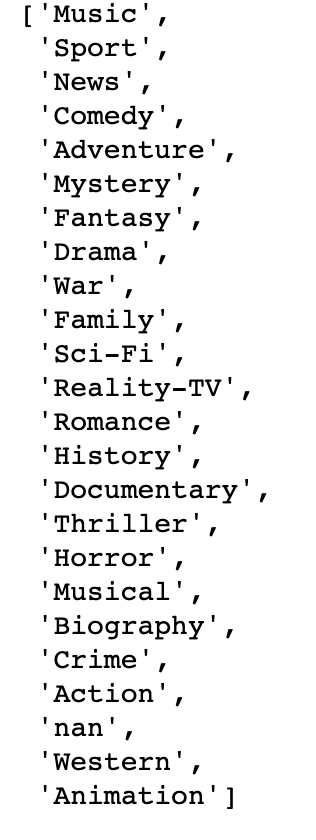 ['Music',
'Sport',
'News',
'Comedy',
'Adventure',
'Mystery',
'Fantasy',
'Drama',
'War',
'Family',
'Sci-Fi',
'Reality-TV',
'Romance',
'History',
'Documentary',
'Thriller',
'Horror',
'Musical',
'Biography',
'Crime',
'Action',
'nan',
'Western',
'Animation']